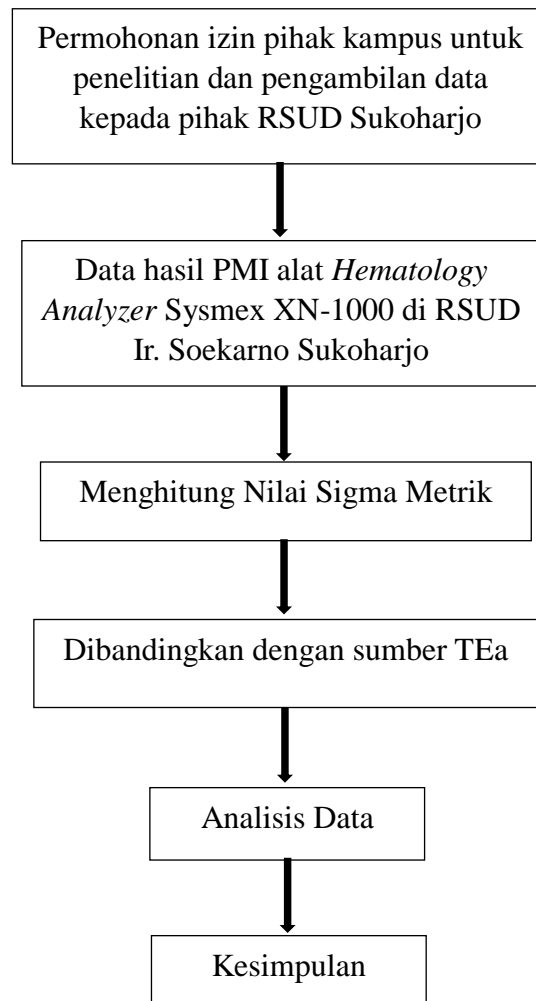 Permohonan izin pihak kampus untuk
penelitian dan pengambilan data
kepada pihak RSUD Sukoharjo
Data hasil PMI alat Hematology
Analyzer Sysmex XN-1000 di RSUD
Ir. Soekarno Sukoharjo
Menghitung Nilai Sigma Metrik
Dibandingkan dengan sumber TEa
Analisis Data
Kesimpulan